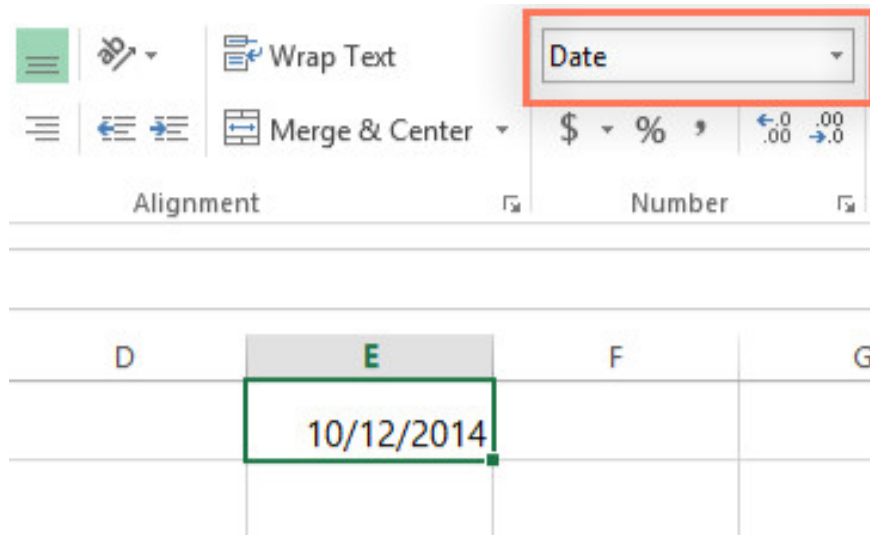 Wrap Text
Date
Merge & Center
$ % , .0 .00 .00 .0
Alignment
Number
D E F G
10/12/2014